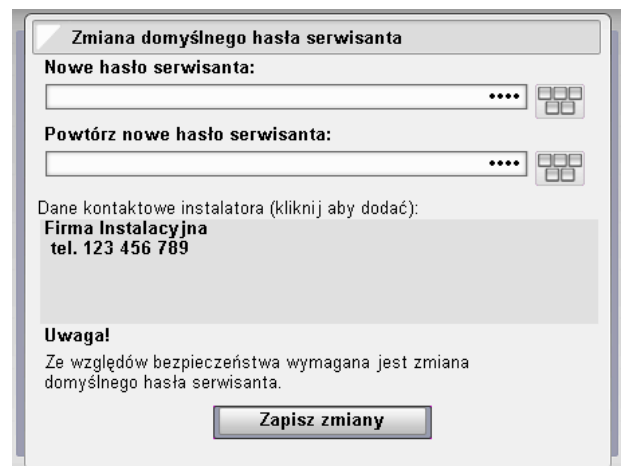 Zmiana domyślnego hasła serwisanta
Nowe hasło serwisanta:
••••
Powtórz nowe hasło serwisanta:
••••
Dane kontaktowe instalatora (kliknij aby dodać):
Firma Instalacyjna
tel. 123 456 789
Uwaga!
Ze względów bezpieczeństwa wymagana jest zmiana
domyślnego hasła serwisanta.
Zapisz zmiany